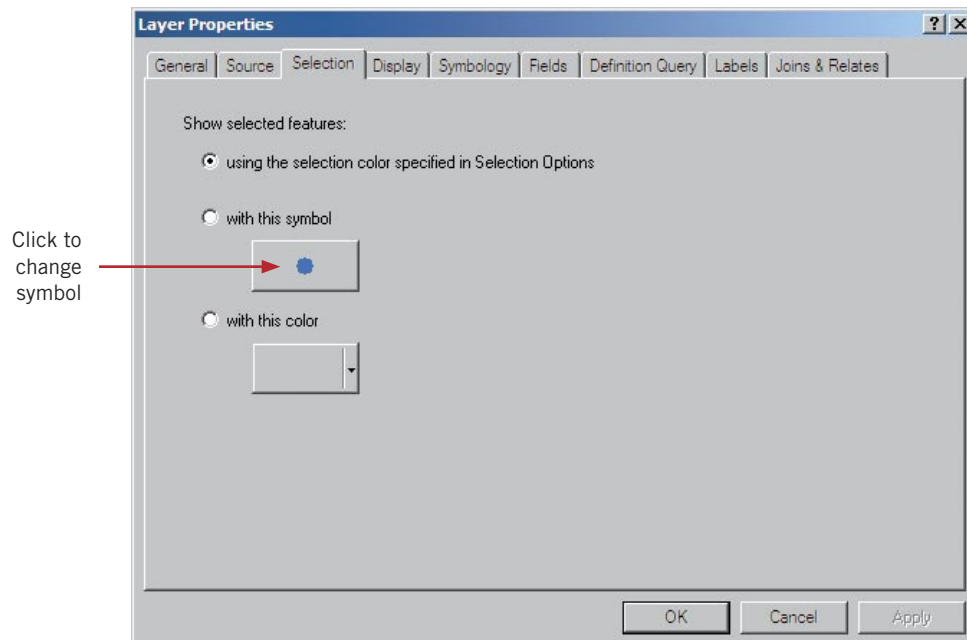 Layer Properties
General Source Selection Display Symbology Fields Definition Query Labels Joins & Relates
Show selected features:
using the selection color specified in Selection Options
with this symbol
Click to
change
symbol
with this color
OK Cancel Apply